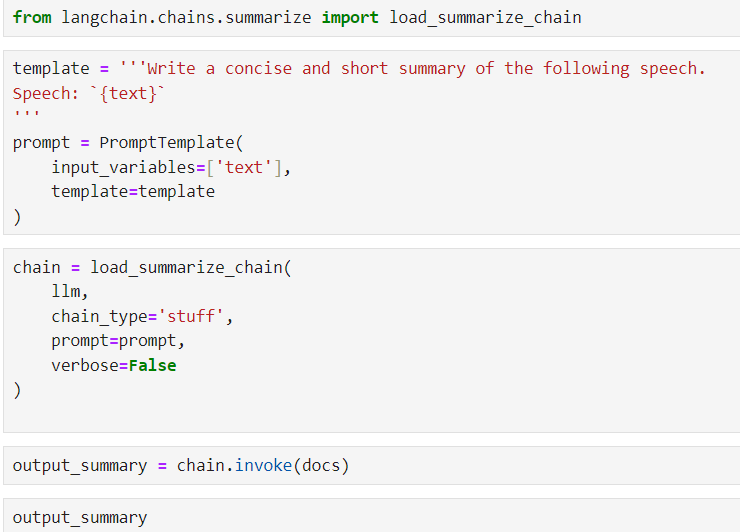 from langchain.chains.summarize import load_summarize_chain
template = '''Write a concise and short summary of the following speech.
Speech: `{text}`
'''
prompt = PromptTemplate(
    input_variables=['text'],
    template=template
)
chain = load_summarize_chain(
    llm,
    chain_type='stuff',
    prompt=prompt,
    verbose=False
)
output_summary = chain.invoke(docs)
output_summary